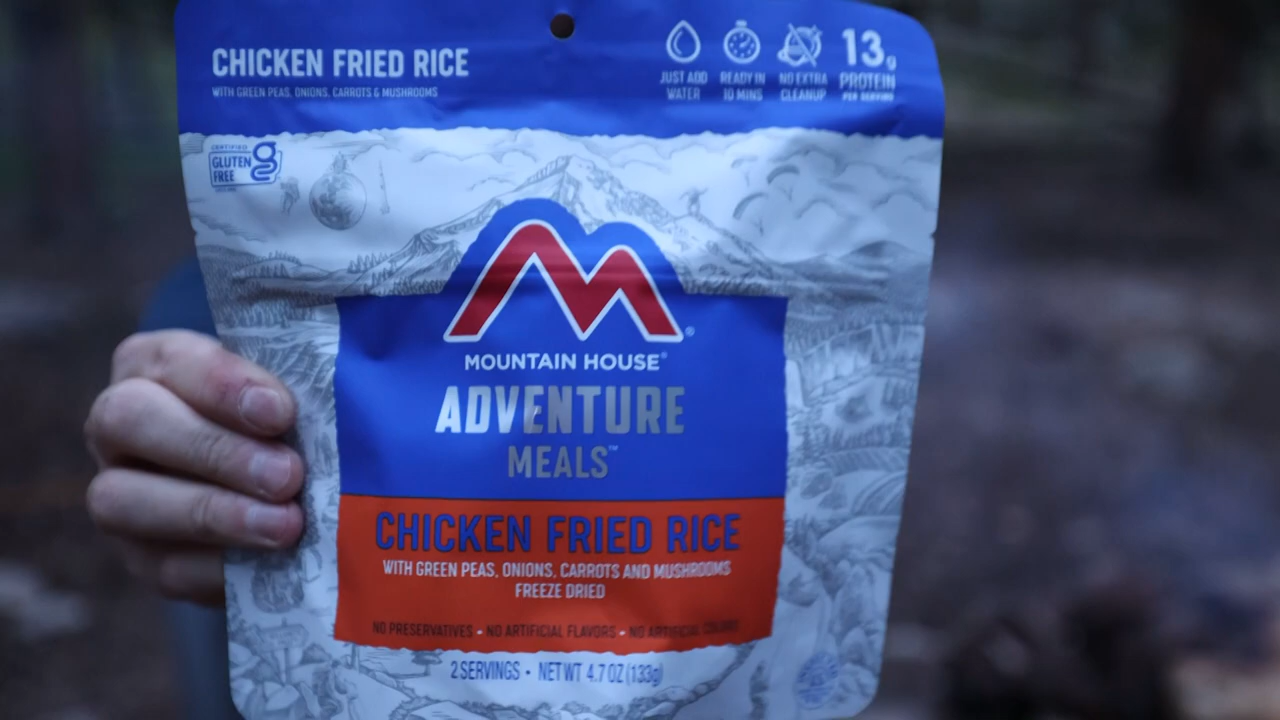 CHICKEN FRIED RICE
WITH GREEN PEAS, ONIONS, CARROTS & MUSHROOMS
JUST ADD
WATER
READY IN
10 MINS
NO EXTRA
CLEANUP
13g
PROTEIN
PER SERVING
CERTIFIED
GLUTEN
FREE
MOUNTAIN HOUSE®
ADVENTURE
MEALS™
CHICKEN FRIED RICE
WITH GREEN PEAS, ONIONS, CARROTS AND MUSHROOMS
FREEZE DRIED
NO PRESERVATIVES - NO ARTIFICIAL FLAVORS - NO ARTIFICIAL COLORS
2 SERVINGS • NET WT 4.7 OZ (133g)